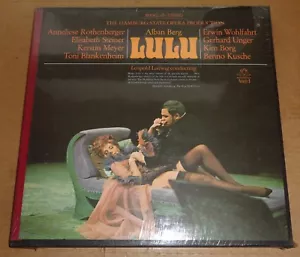 THE HAMBURG STATE OPERA PRODUCTION
Anneliese Rothenberger
Elisabeth Steiner
Kerstin Meyer
Toni Blankenheim
Alban Berg
LULU
Erwin Wohlfahrt
Gerhard Unger
Kim Borg
Benno Kusche
Leopold Ludwig conducting